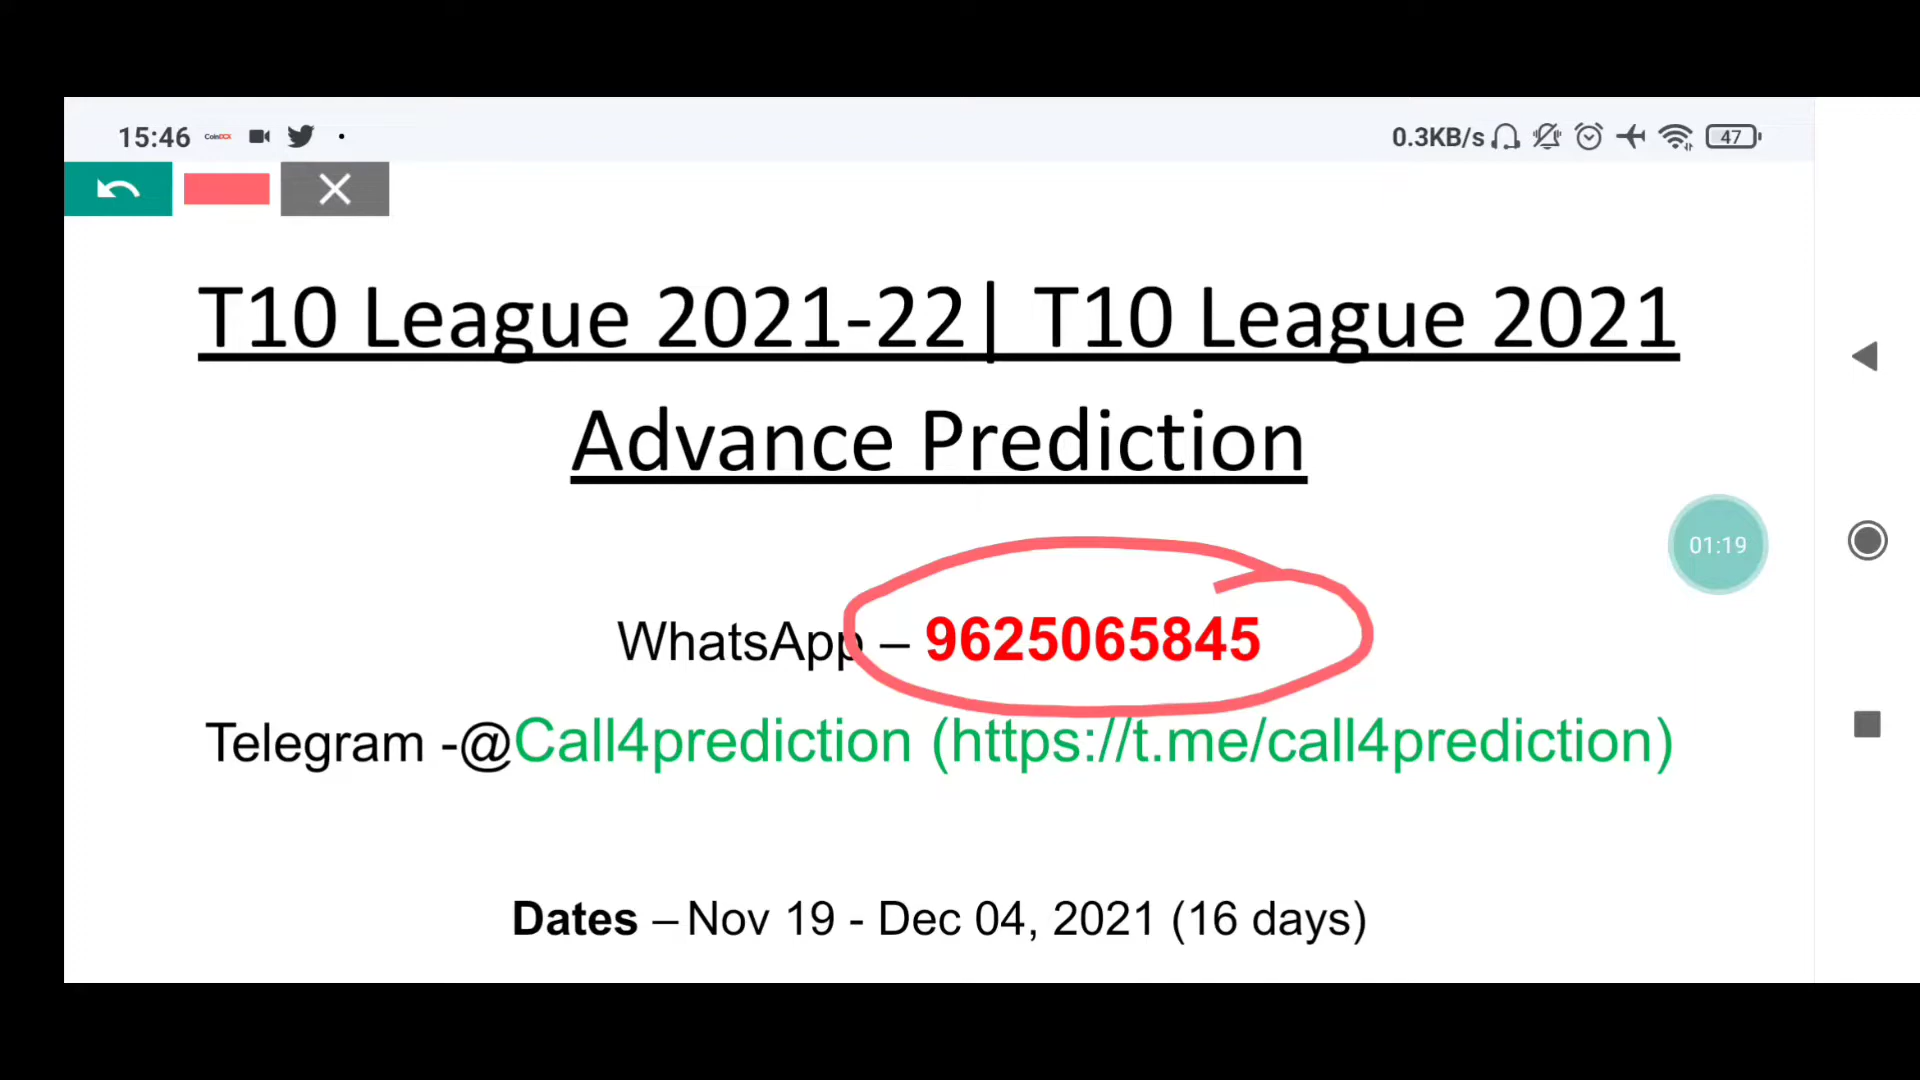 15:46 CoinDCX 0.3KB/s 47
T10 League 2021-22| T10 League 2021
Advance Prediction
01:19
WhatsApp – 9625065845
Telegram -@Call4prediction (https://t.me/call4prediction)
Dates – Nov 19 - Dec 04, 2021 (16 days)